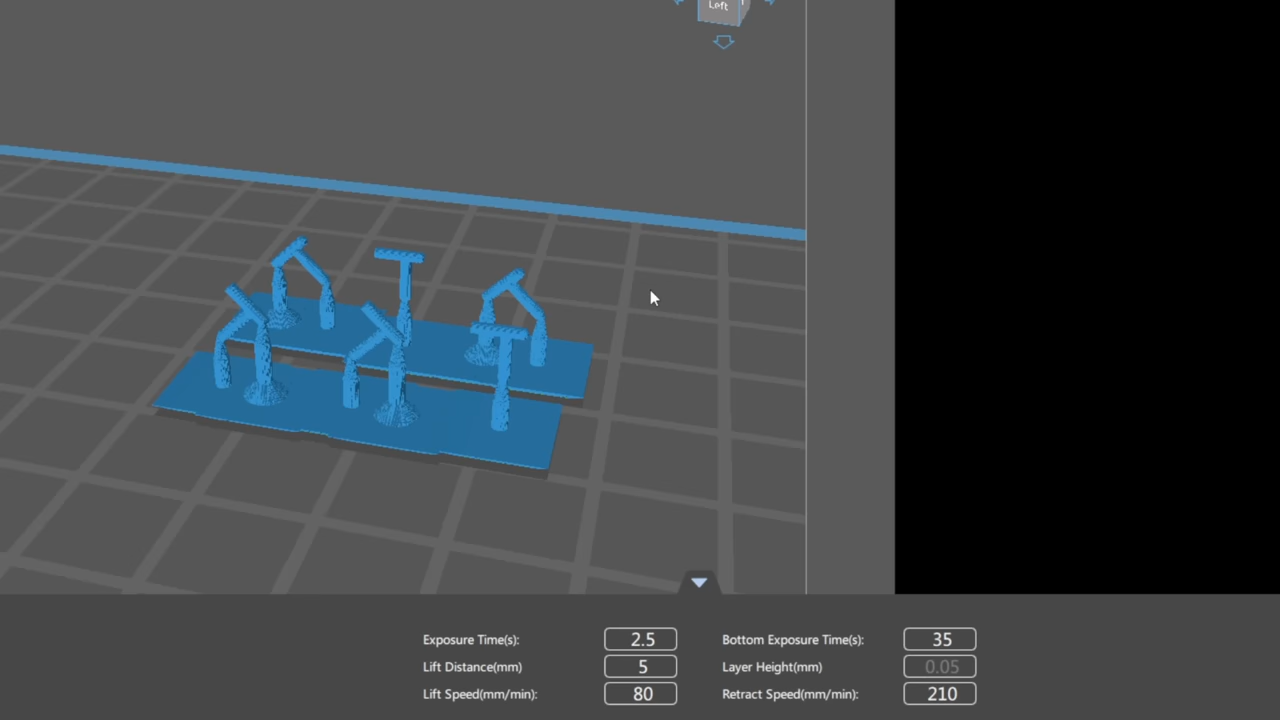 Left
Exposure Time(s): 2.5 Bottom Exposure Time(s): 35
Lift Distance(mm) 5 Layer Height(mm) 0.05
Lift Speed(mm/min): 80 Retract Speed(mm/min): 210